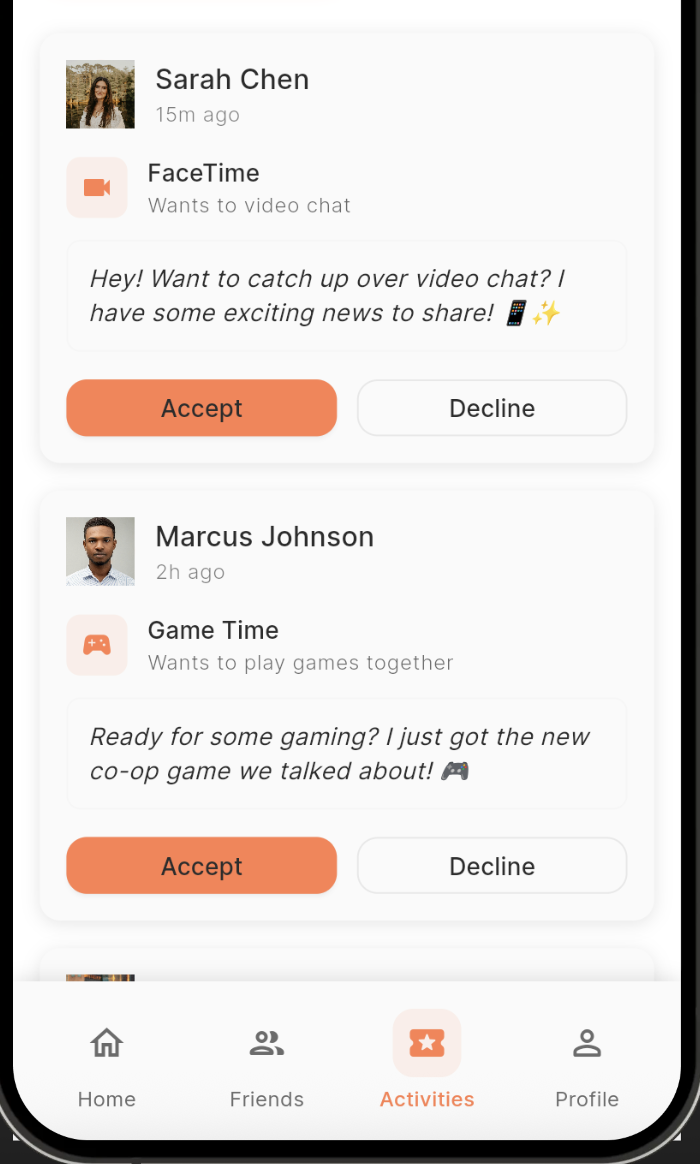 Sarah Chen
15m ago
FaceTime
Wants to video chat
Hey! Want to catch up over video chat? I
have some exciting news to share! 📱✨
Accept
Decline
Marcus Johnson
2h ago
Game Time
Wants to play games together
Ready for some gaming? I just got the new
co-op game we talked about! 🎮
Accept
Decline
Home
Friends
Activities
Profile